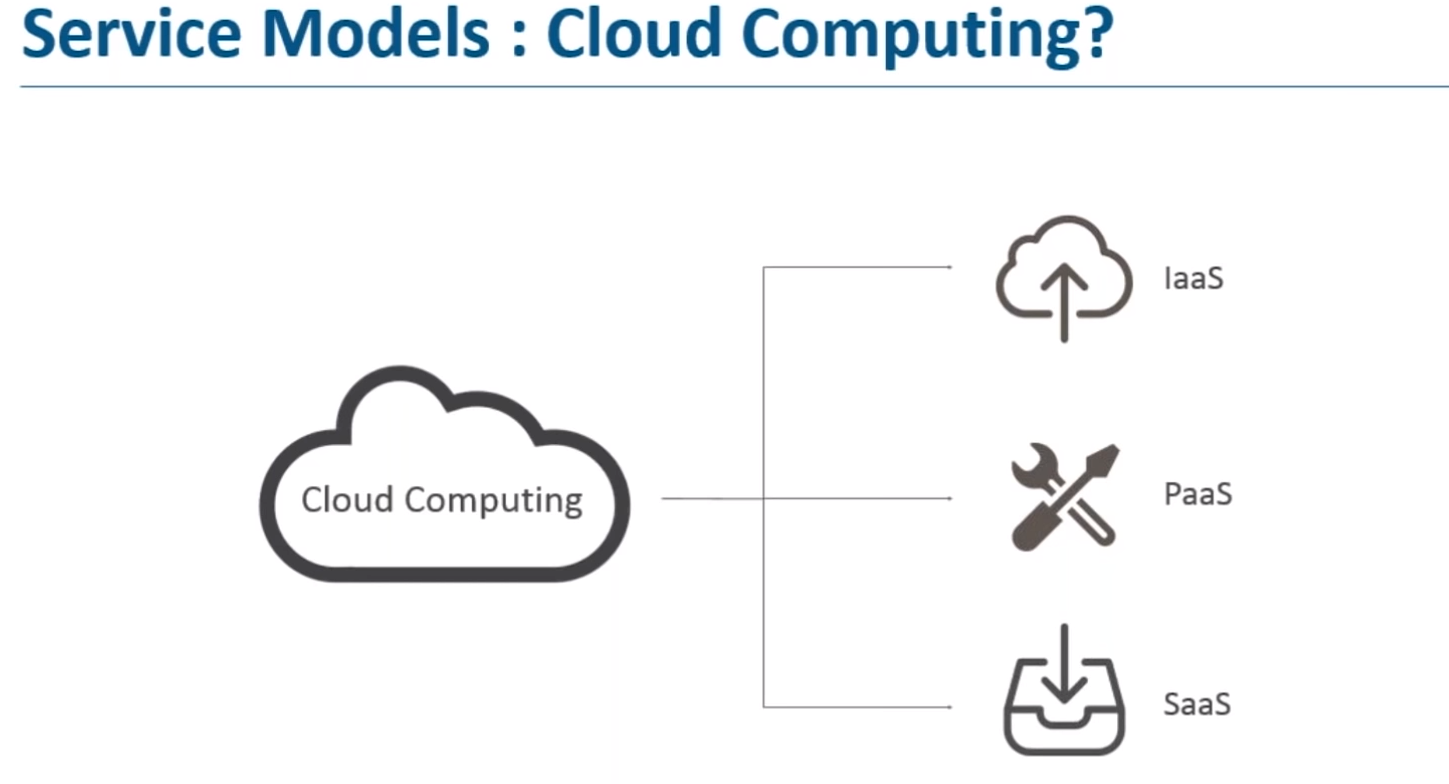 Service Models : Cloud Computing?
IaaS
Cloud Computing
PaaS
SaaS